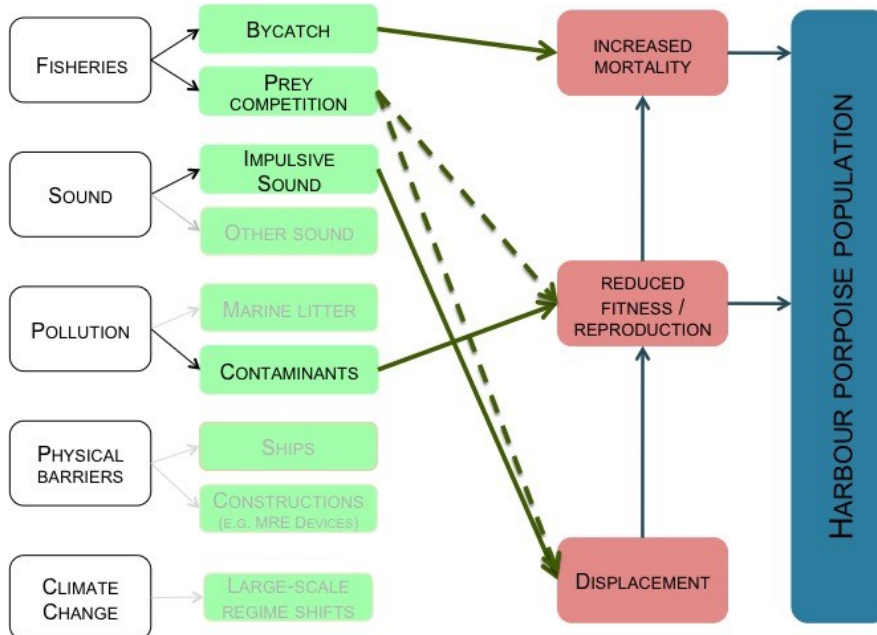 FISHERIES
BYCATCH
PREY
COMPETITION
SOUND
IMPULSIVE
SOUND
OTHER SOUND
POLLUTION
MARINE LITTER
CONTAMINANTS
PHYSICAL
BARRIERS
SHIPS
CONSTRUCTIONS
(E.G. MRE DEVICES)
CLIMATE
CHANGE
LARGE-SCALE
REGIME SHIFTS
INCREASED
MORTALITY
REDUCED
FITNESS /
REPRODUCTION
DISPLACEMENT
HARBOUR PORPOISE POPULATION